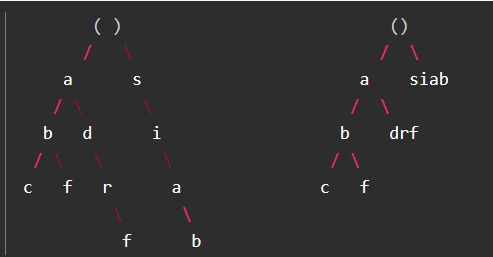 ( ) ()
/ \ / \
a s a siab
/ \ \ / \
b d i b drf
/ \ \ \ / \
c f r a c f
\ \
f b